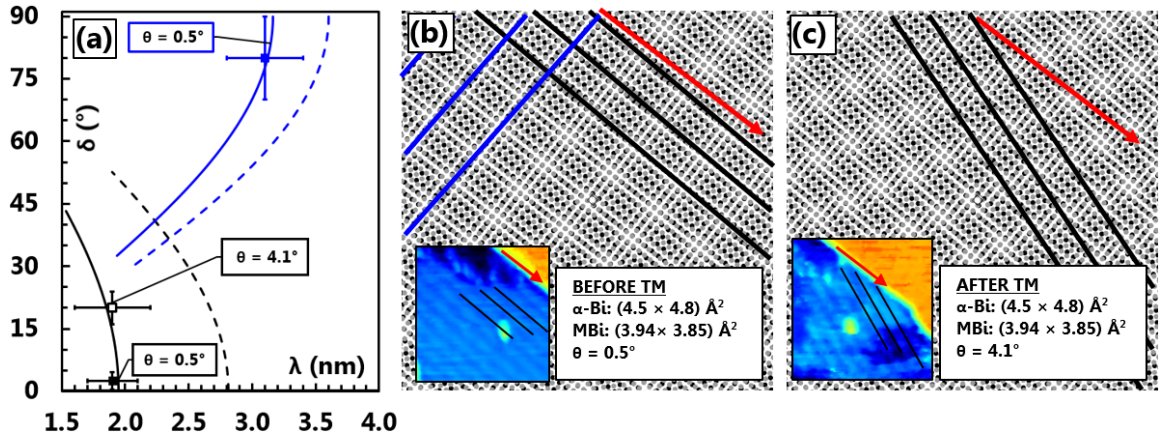 (a)
θ = 0.5°
90
75
60
45
30
15
0
δ (°)
θ = 4.1°
θ = 0.5°
λ (nm)
1.5 2.0 2.5 3.0 3.5 4.0
(b)
BEFORE TM
α-Bi: (4.5 × 4.8) Å²
MBi: (3.94× 3.85) Å²
θ = 0.5°
(c)
AFTER TM
α-Bi: (4.5 × 4.8) Å²
MBi: (3.94 × 3.85) Å²
θ = 4.1°